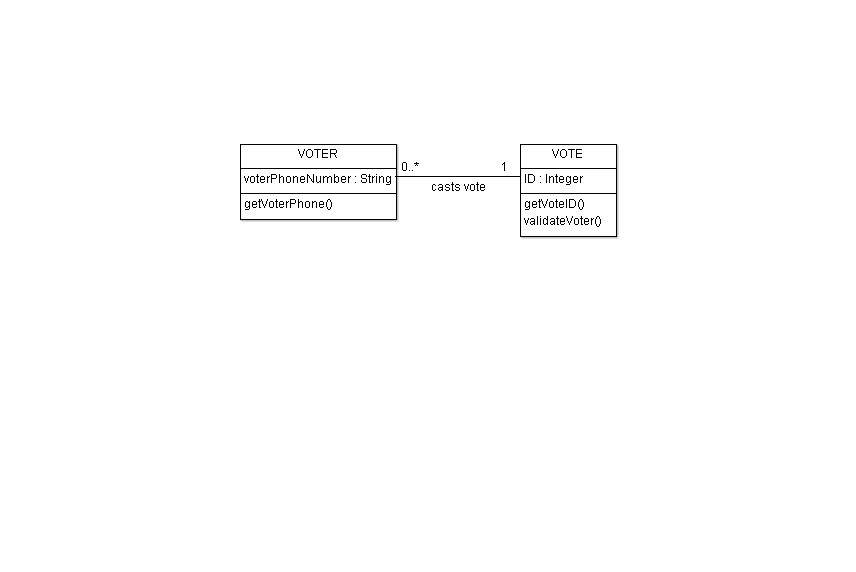 VOTER
voterPhoneNumber : String
getVoterPhone()
0..*
1
casts vote
VOTE
ID : Integer
getVoteID()
validateVoter()